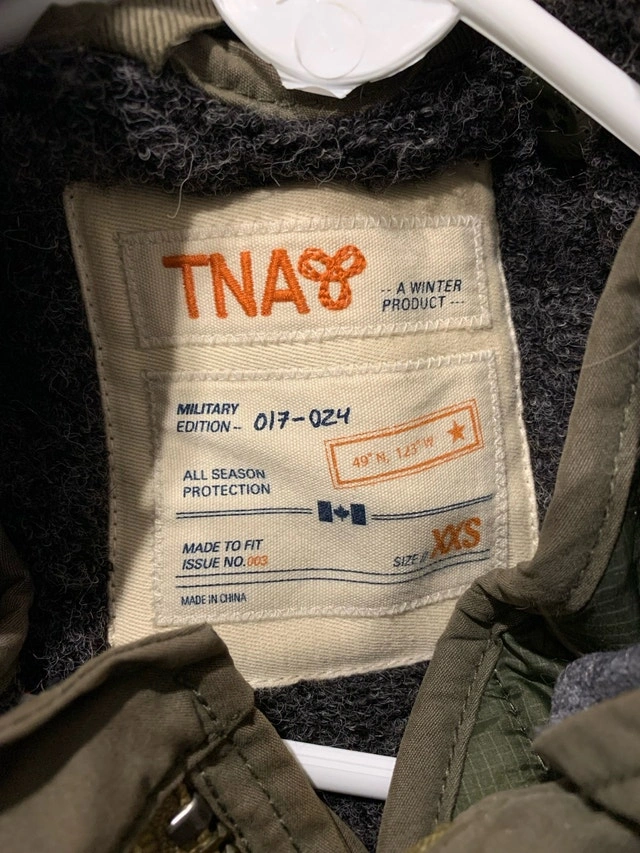 TNA
-- A WINTER
PRODUCT ---
MILITARY
EDITION-- 017-024
49° N, 123° W
ALL SEASON
PROTECTION
MADE TO FIT
ISSUE NO.003
SIZE // XXS
MADE IN CHINA